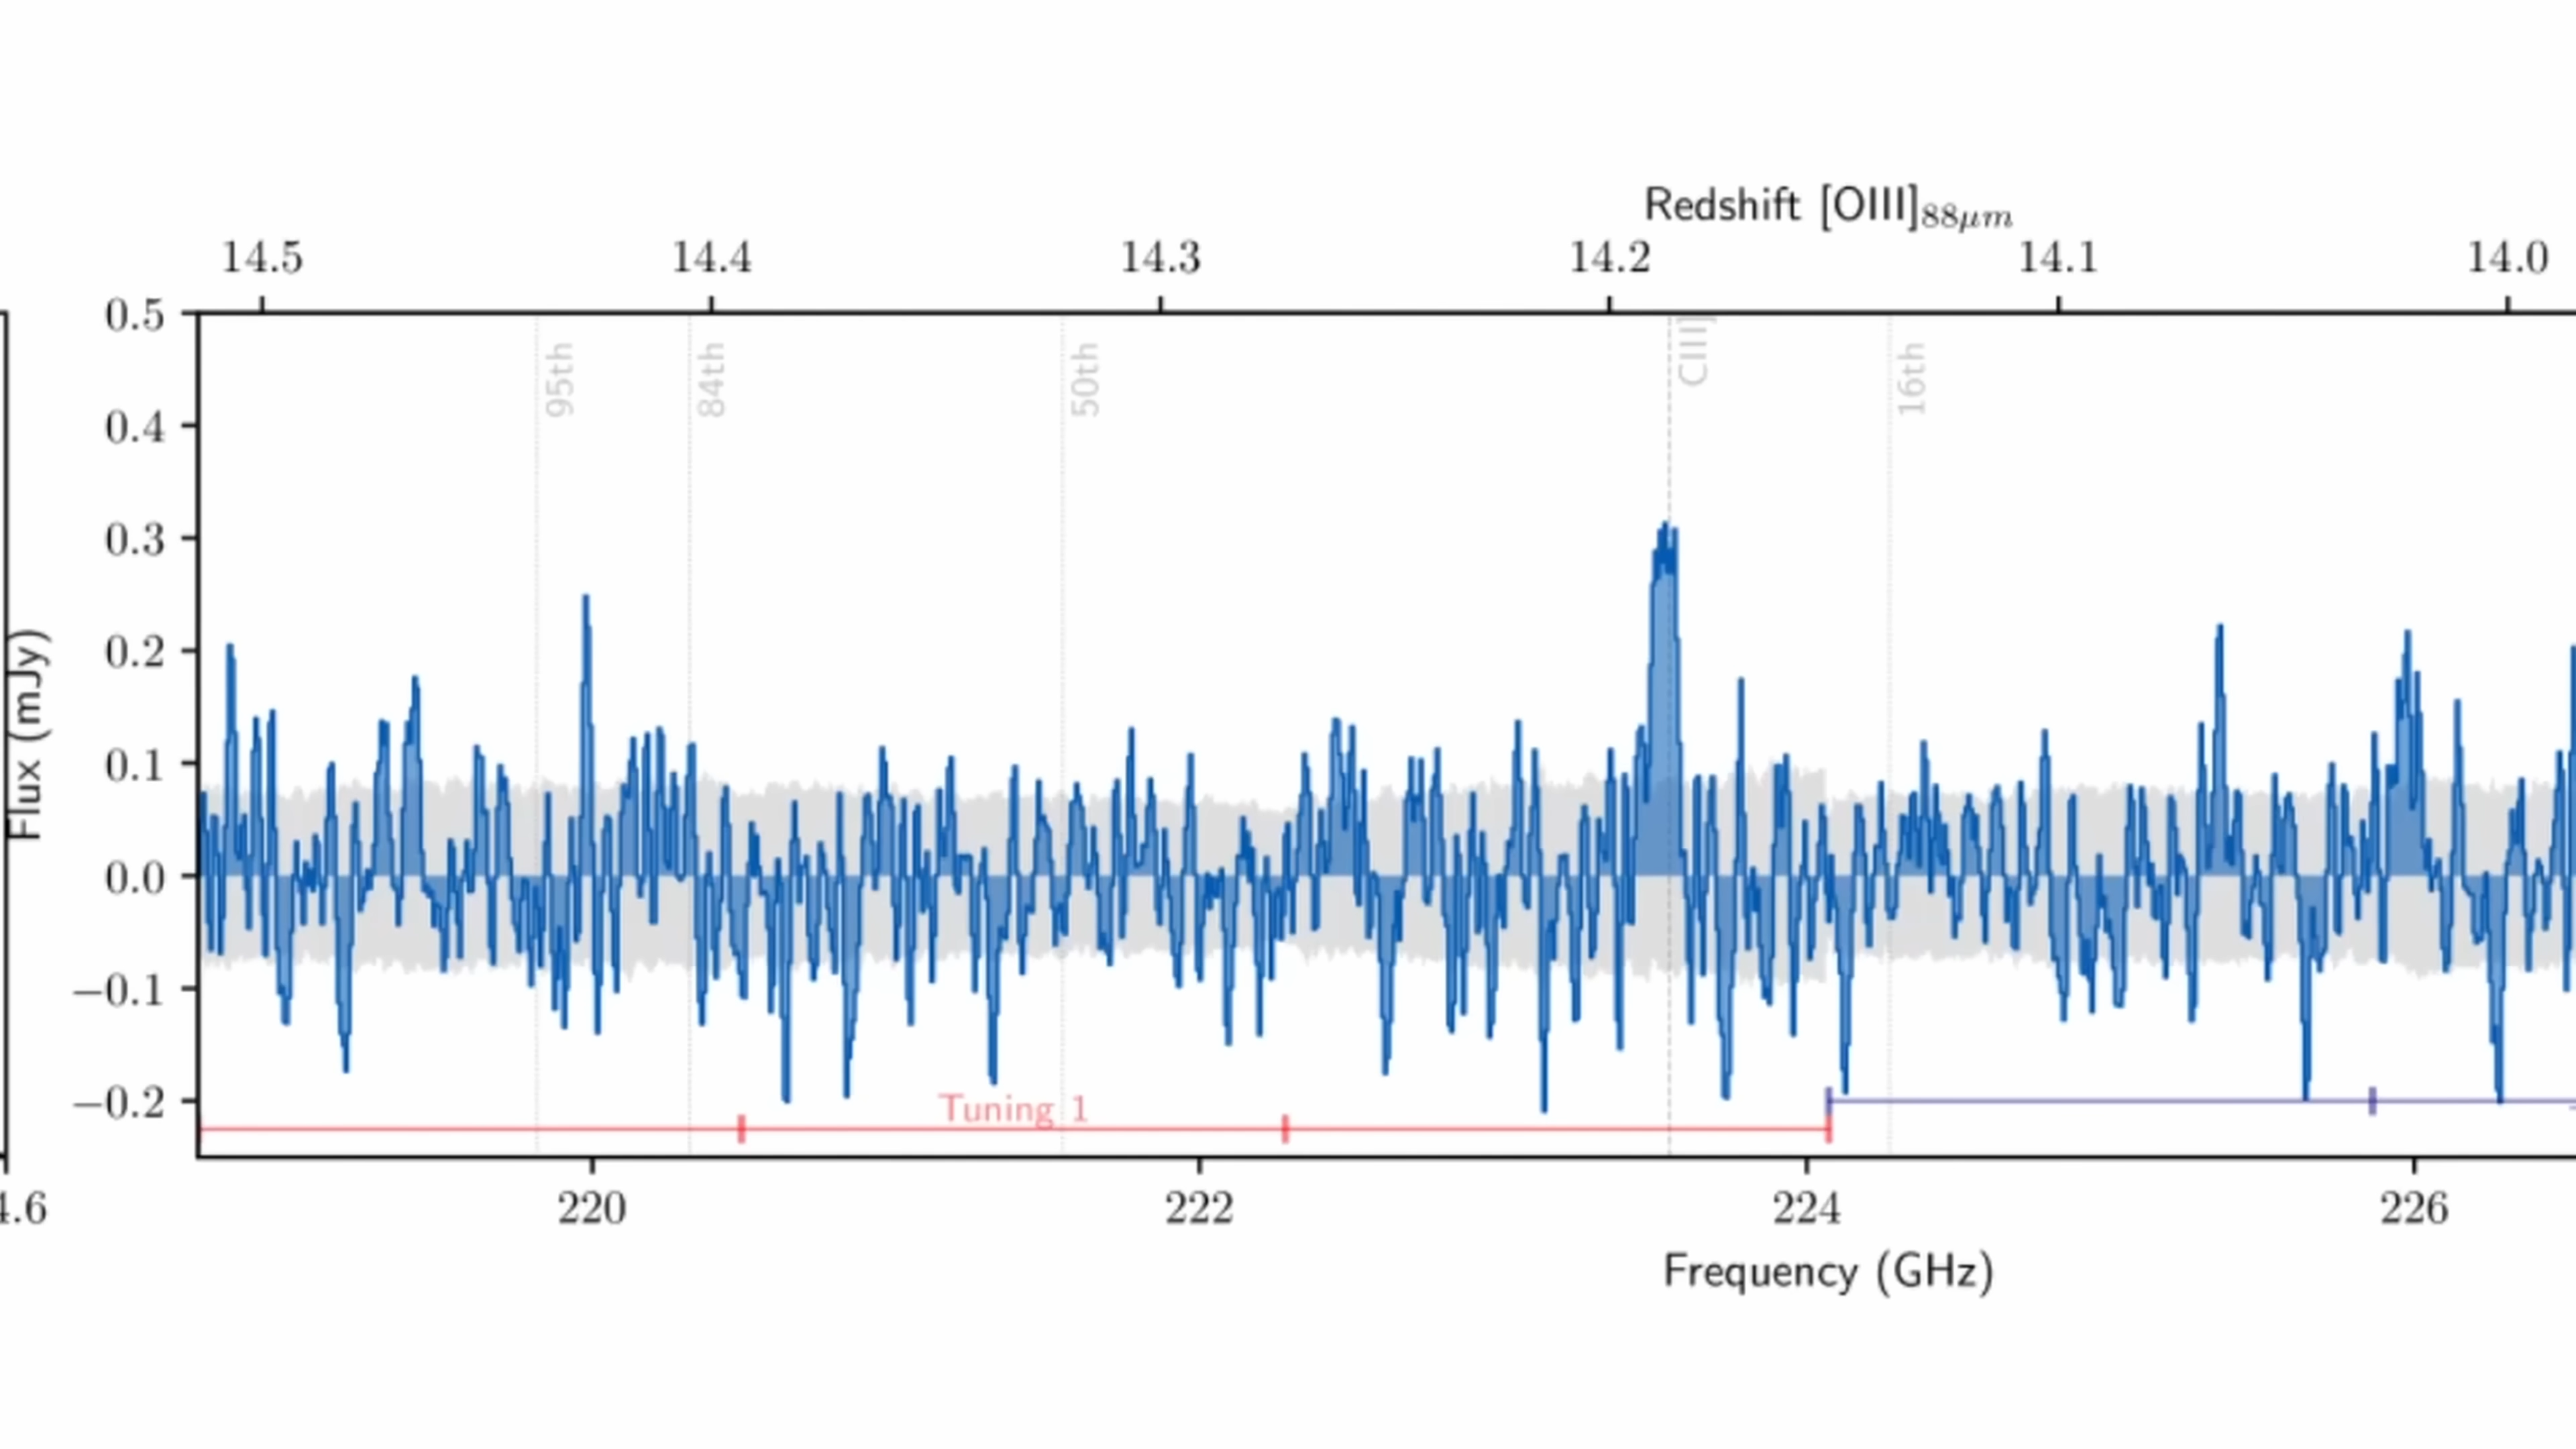 Redshift [OIII]88μm
14.5 14.4 14.3 14.2 14.1 14.0
0.5
0.4
0.3
0.2
0.1
0.0
−0.1
−0.2
Flux (mJy)
95th
84th
50th
CIII]
16th
Tuning 1
4.6
220 222 224 226
Frequency (GHz)